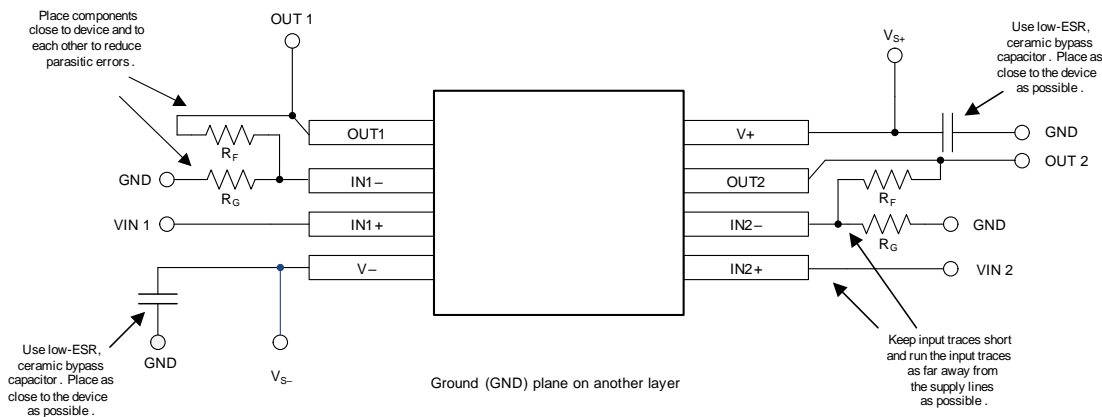 Place components
close to device and to
each other to reduce
parasitic errors .
OUT 1
VS+
Use low-ESR,
ceramic bypass
capacitor . Place as
close to the device
as possible .
OUT1
V+
GND
RF
OUT 2
GND
IN1−
OUT2
RG
RF
VIN 1
IN1+
IN2−
GND
RG
V−
IN2+
VIN 2
Use low-ESR,
ceramic bypass
capacitor . Place as
close to the device
as possible .
GND
VS−
Ground (GND) plane on another layer
Keep input traces short
and run the input traces
as far away from
the supply lines
as possible .